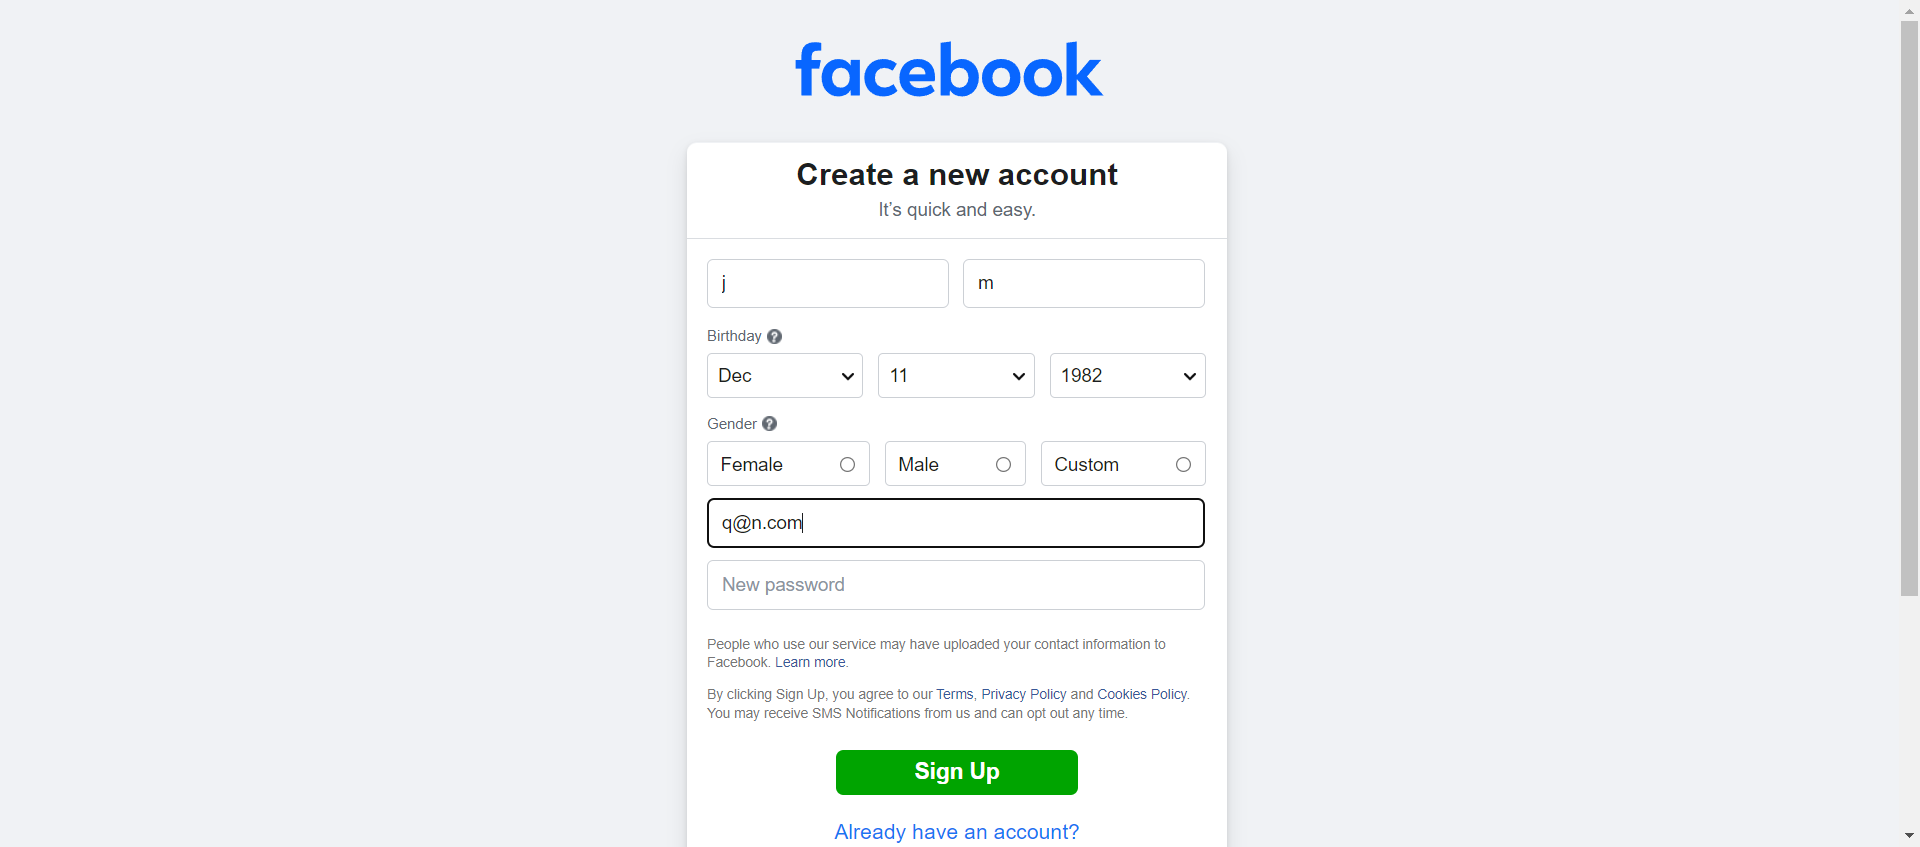 facebook
Create a new account
It’s quick and easy.
j m
Birthday ?
Dec 11 1982
Gender ?
Female Male Custom
q@n.com
New password
People who use our service may have uploaded your contact information to
Facebook. Learn more.
By clicking Sign Up, you agree to our Terms, Privacy Policy and Cookies Policy.
You may receive SMS Notifications from us and can opt out any time.
Sign Up
Already have an account?